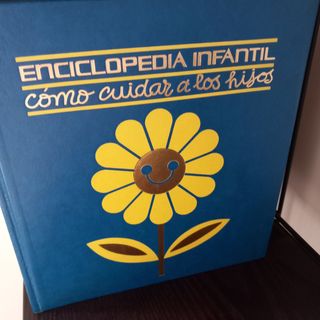 ENCICLOPEDIA INFANTIL
cómo cuidar a los hijos